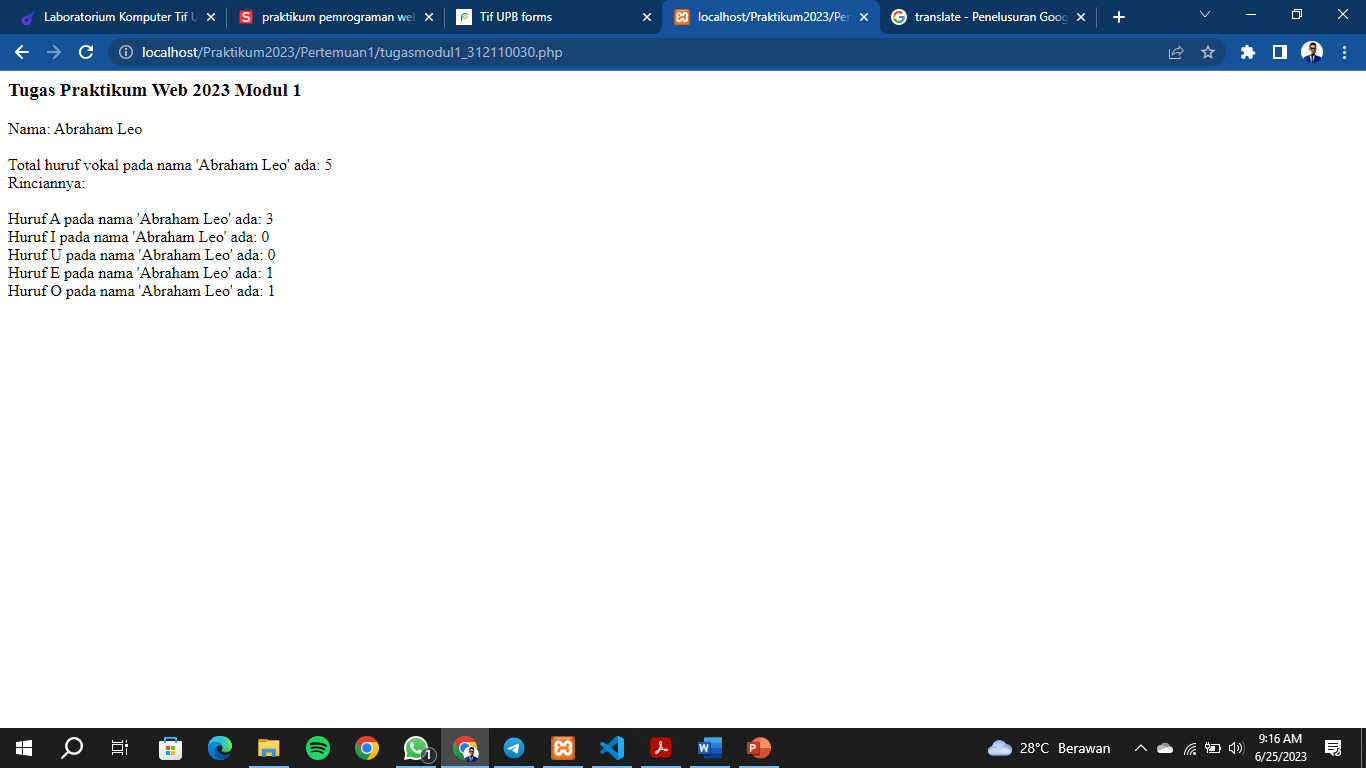 Laboratorium Komputer Tif U
praktikum pemrograman web
Tif UPB forms
localhost/Praktikum2023/Per
translate - Penelusuran Goog
localhost/Praktikum2023/Pertemuan1/tugasmodul1_312110030.php
Tugas Praktikum Web 2023 Modul 1
Nama: Abraham Leo
Total huruf vokal pada nama 'Abraham Leo' ada: 5
Rinciannya:
Huruf A pada nama 'Abraham Leo' ada: 3
Huruf I pada nama 'Abraham Leo' ada: 0
Huruf U pada nama 'Abraham Leo' ada: 0
Huruf E pada nama 'Abraham Leo' ada: 1
Huruf O pada nama 'Abraham Leo' ada: 1
1
28°C Berawan
9:16 AM
6/25/2023